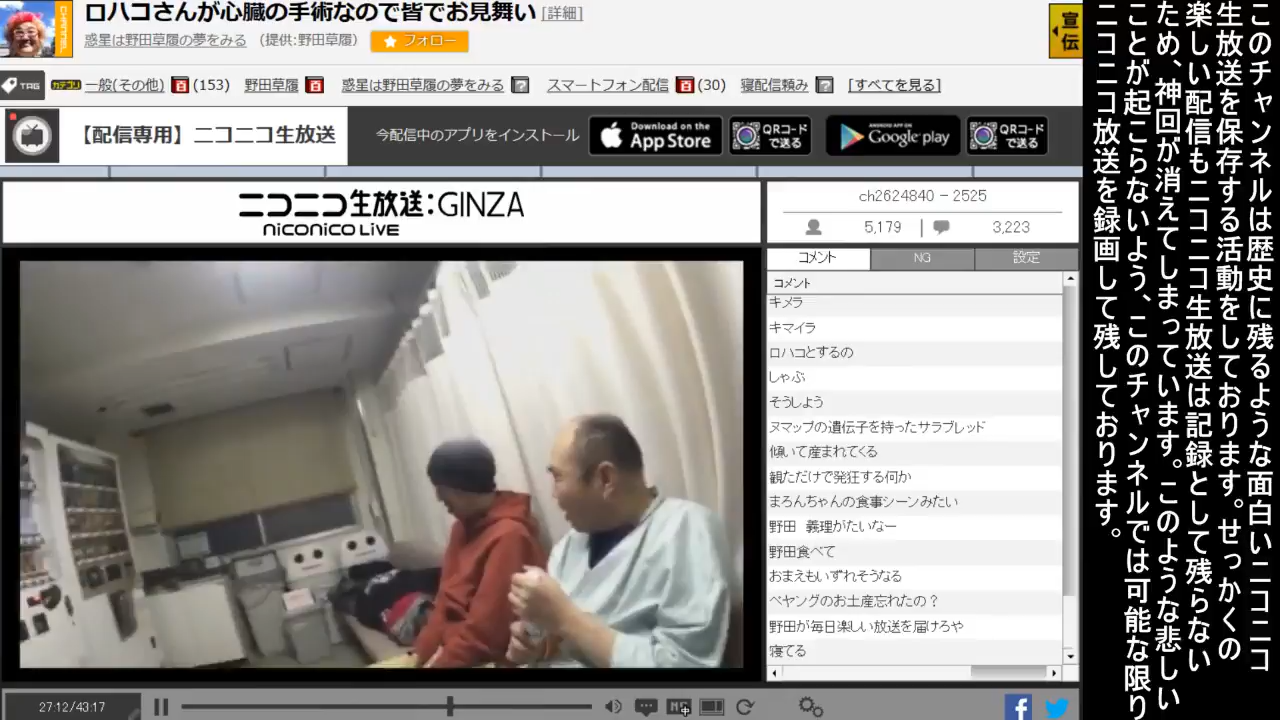 ロハコさんが心臓の手術なので皆でお見舞い [詳細]
CHANNEL
惑星は野田草履の夢をみる (提供:野田草履) ★ フォロー
宣伝
TAG カテゴリ 一般(その他) 百 (153) 野田草履 百 惑星は野田草履の夢をみる ? スマートフォン配信 百 (30) 寝配信頼み ? [すべてを見る]
【配信専用】ニコニコ生放送
今配信中のアプリをインストール
Download on the App Store
QRコードで送る
ANDROID APP ON Google play
QRコードで送る
ニコニコ生放送:GINZA
niconico LIVE
ch2624840 - 2525
5,179 | 3,223
コメント NG 設定
コメント
キメラ
キマイラ
ロハコとするの
しゃぶ
そうしよう
ヌマップの遺伝子を持ったサラブレッド
傾いて産まれてくる
観ただけで発狂する何か
まろんちゃんの食事シーンみたい
野田 義理がたいなー
野田食べて
おまえもいずれそうなる
ペヤングのお土産忘れたの?
野田が毎日楽しい放送を届けろや
寝てる
27:12/43:17
このチャンネルは歴史に残るような面白いニコニコ
生放送を保存する活動をしております。せっかくの
楽しい配信もニコニコ生放送は記録として残らない
ため、神回が消えてしまっています。このような悲しい
ことが起こらないよう、このチャンネルでは可能な限り
ニコニコ放送を録画して残しております。